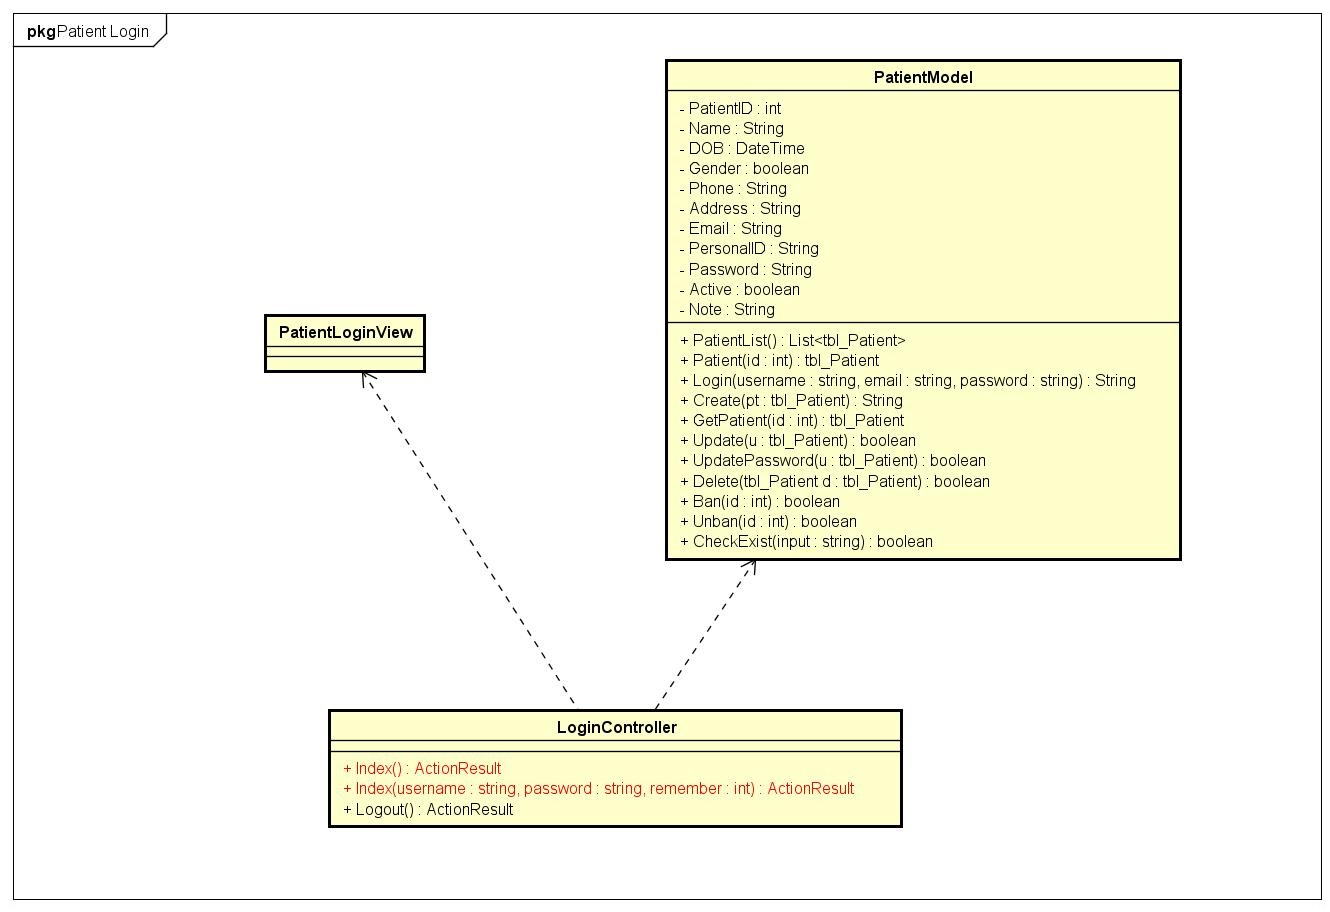 pkg Patient Login
PatientModel
- PatientID : int
- Name : String
- DOB : DateTime
- Gender : boolean
- Phone : String
- Address : String
- Email : String
- PersonalID : String
- Password : String
- Active : boolean
- Note : String
+ PatientList() : List<tbl_Patient>
+ Patient(id : int) : tbl_Patient
+ Login(username : string, email : string, password : string) : String
+ Create(pt : tbl_Patient) : String
+ GetPatient(id : int) : tbl_Patient
+ Update(u : tbl_Patient) : boolean
+ UpdatePassword(u : tbl_Patient) : boolean
+ Delete(tbl_Patient d : tbl_Patient) : boolean
+ Ban(id : int) : boolean
+ Unban(id : int) : boolean
+ CheckExist(input : string) : boolean
PatientLoginView
LoginController
+ Index() : ActionResult
+ Index(username : string, password : string, remember : int) : ActionResult
+ Logout() : ActionResult